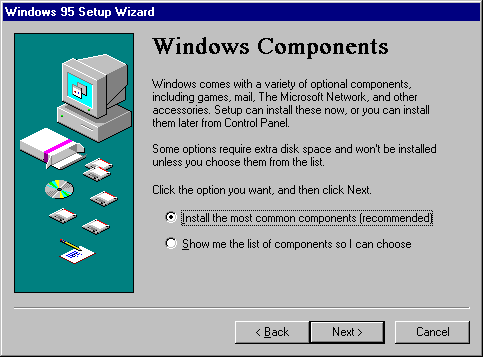 Windows 95 Setup Wizard
Windows Components
Windows comes with a variety of optional components,
including games, mail, The Microsoft Network, and other
accessories. Setup can install these now, or you can install
them later from Control Panel.
Some options require extra disk space and won't be installed
unless you choose them from the list.
Click the option you want, and then click Next.
Install the most common components (recommended)
Show me the list of components so I can choose
< Back
Next >
Cancel